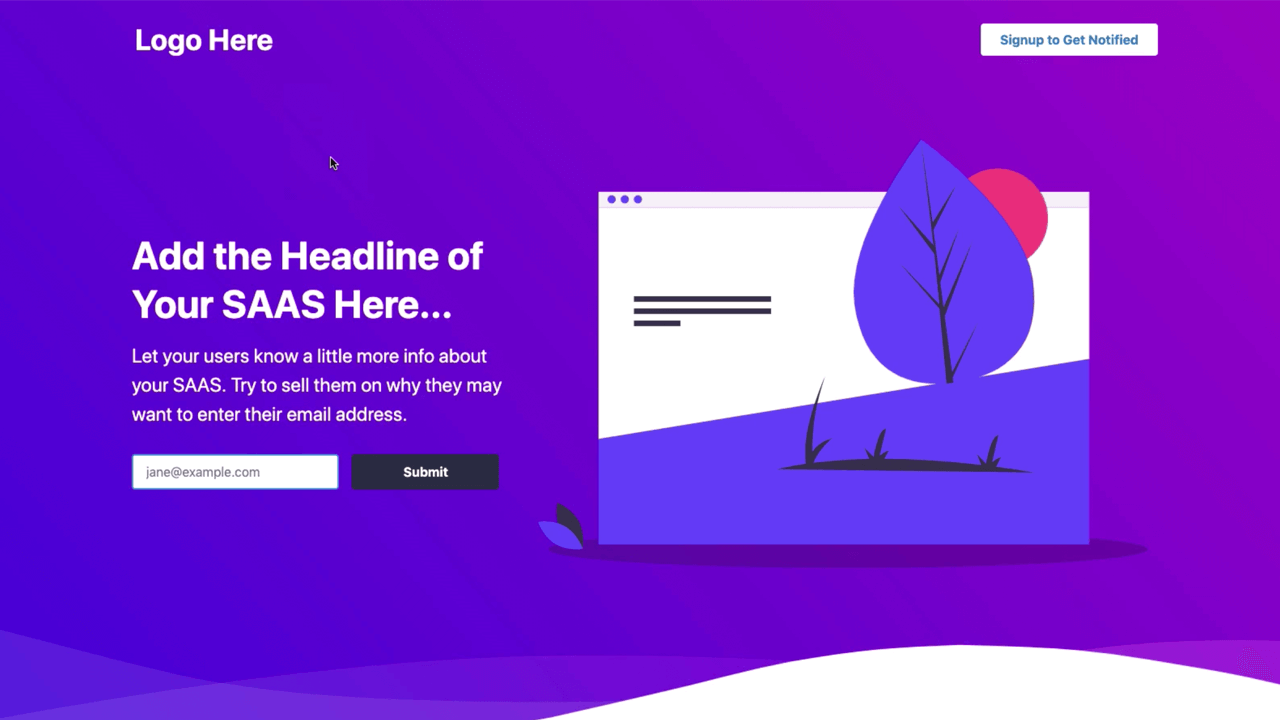 Logo Here
Signup to Get Notified
Add the Headline of
Your SAAS Here...
Let your users know a little more info about
your SAAS. Try to sell them on why they may
want to enter their email address.
jane@example.com
Submit